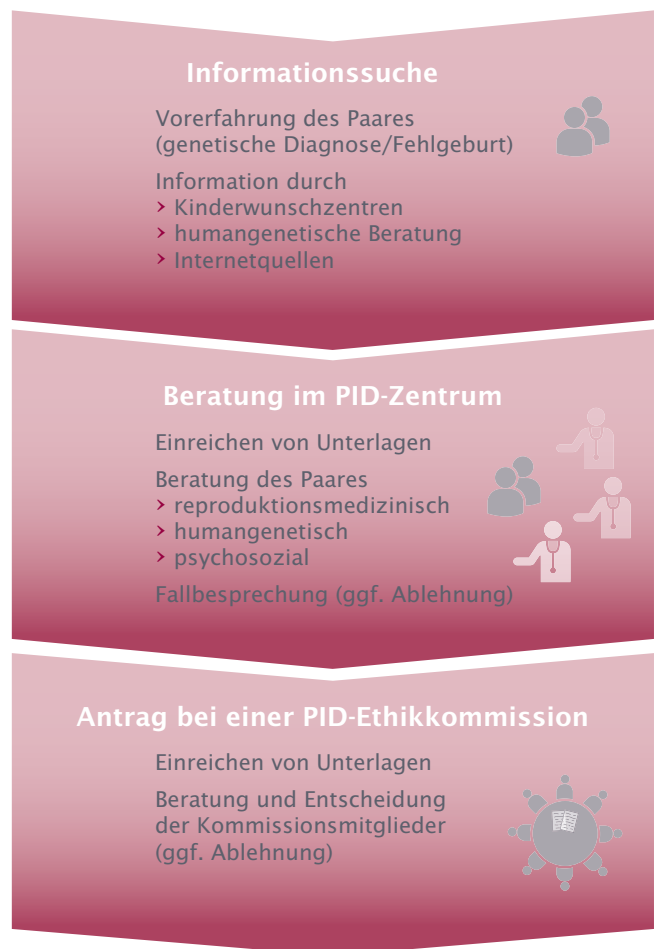 Informationssuche
Vorerfahrung des Paares
(genetische Diagnose/Fehlgeburt)
Information durch
› Kinderwunschzentren
› humangenetische Beratung
› Internetquellen
Beratung im PID-Zentrum
Einreichen von Unterlagen
Beratung des Paares
› reproduktionsmedizinisch
› humangenetisch
› psychosozial
Fallbesprechung (ggf. Ablehnung)
Antrag bei einer PID-Ethikkommission
Einreichen von Unterlagen
Beratung und Entscheidung
der Kommissionsmitglieder
(ggf. Ablehnung)